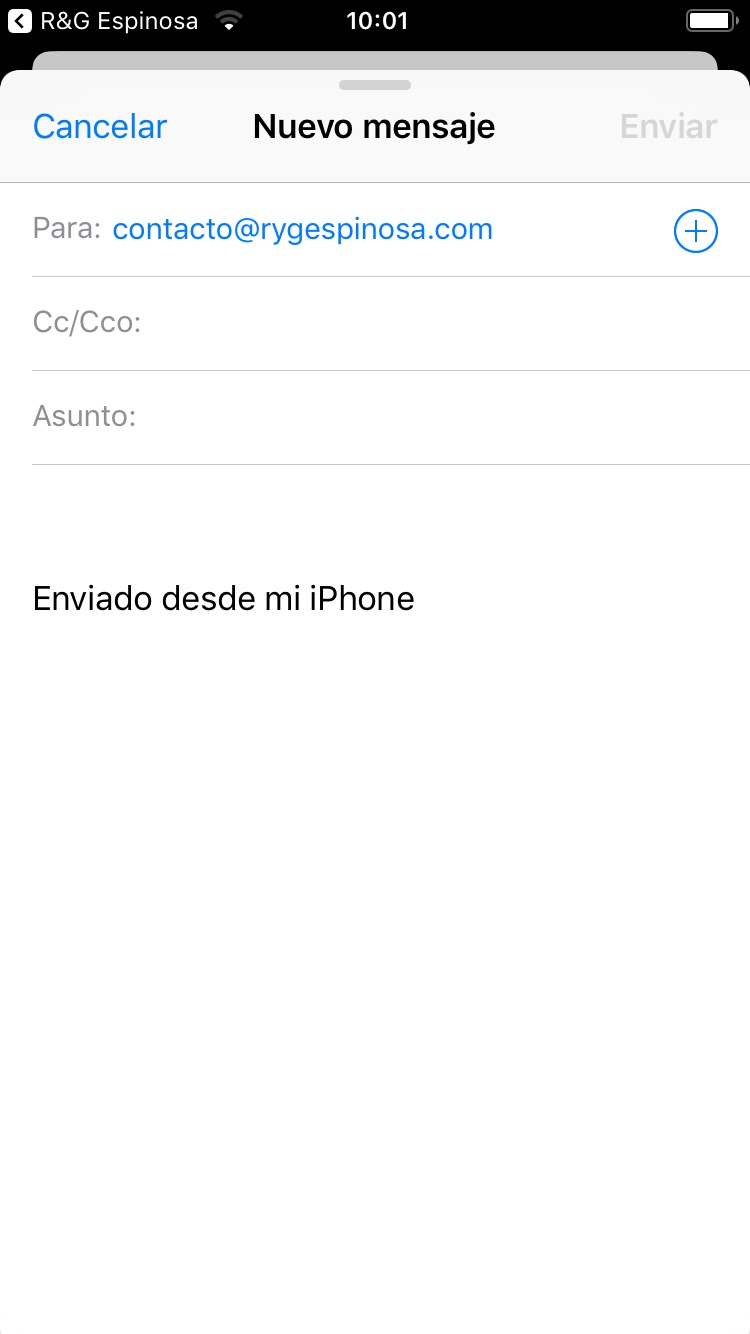 R&G Espinosa 10:01
Cancelar Nuevo mensaje Enviar
Para: contacto@rygespinosa.com
Cc/Cco:
Asunto:
Enviado desde mi iPhone